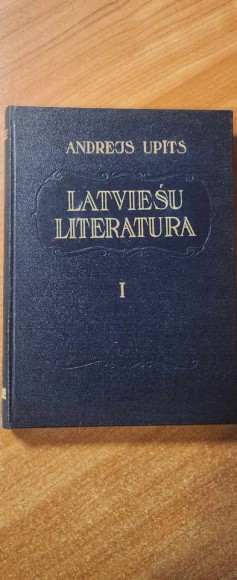 ANDREJS UPĪTS
LATVIEŠU
LITERATURA
I